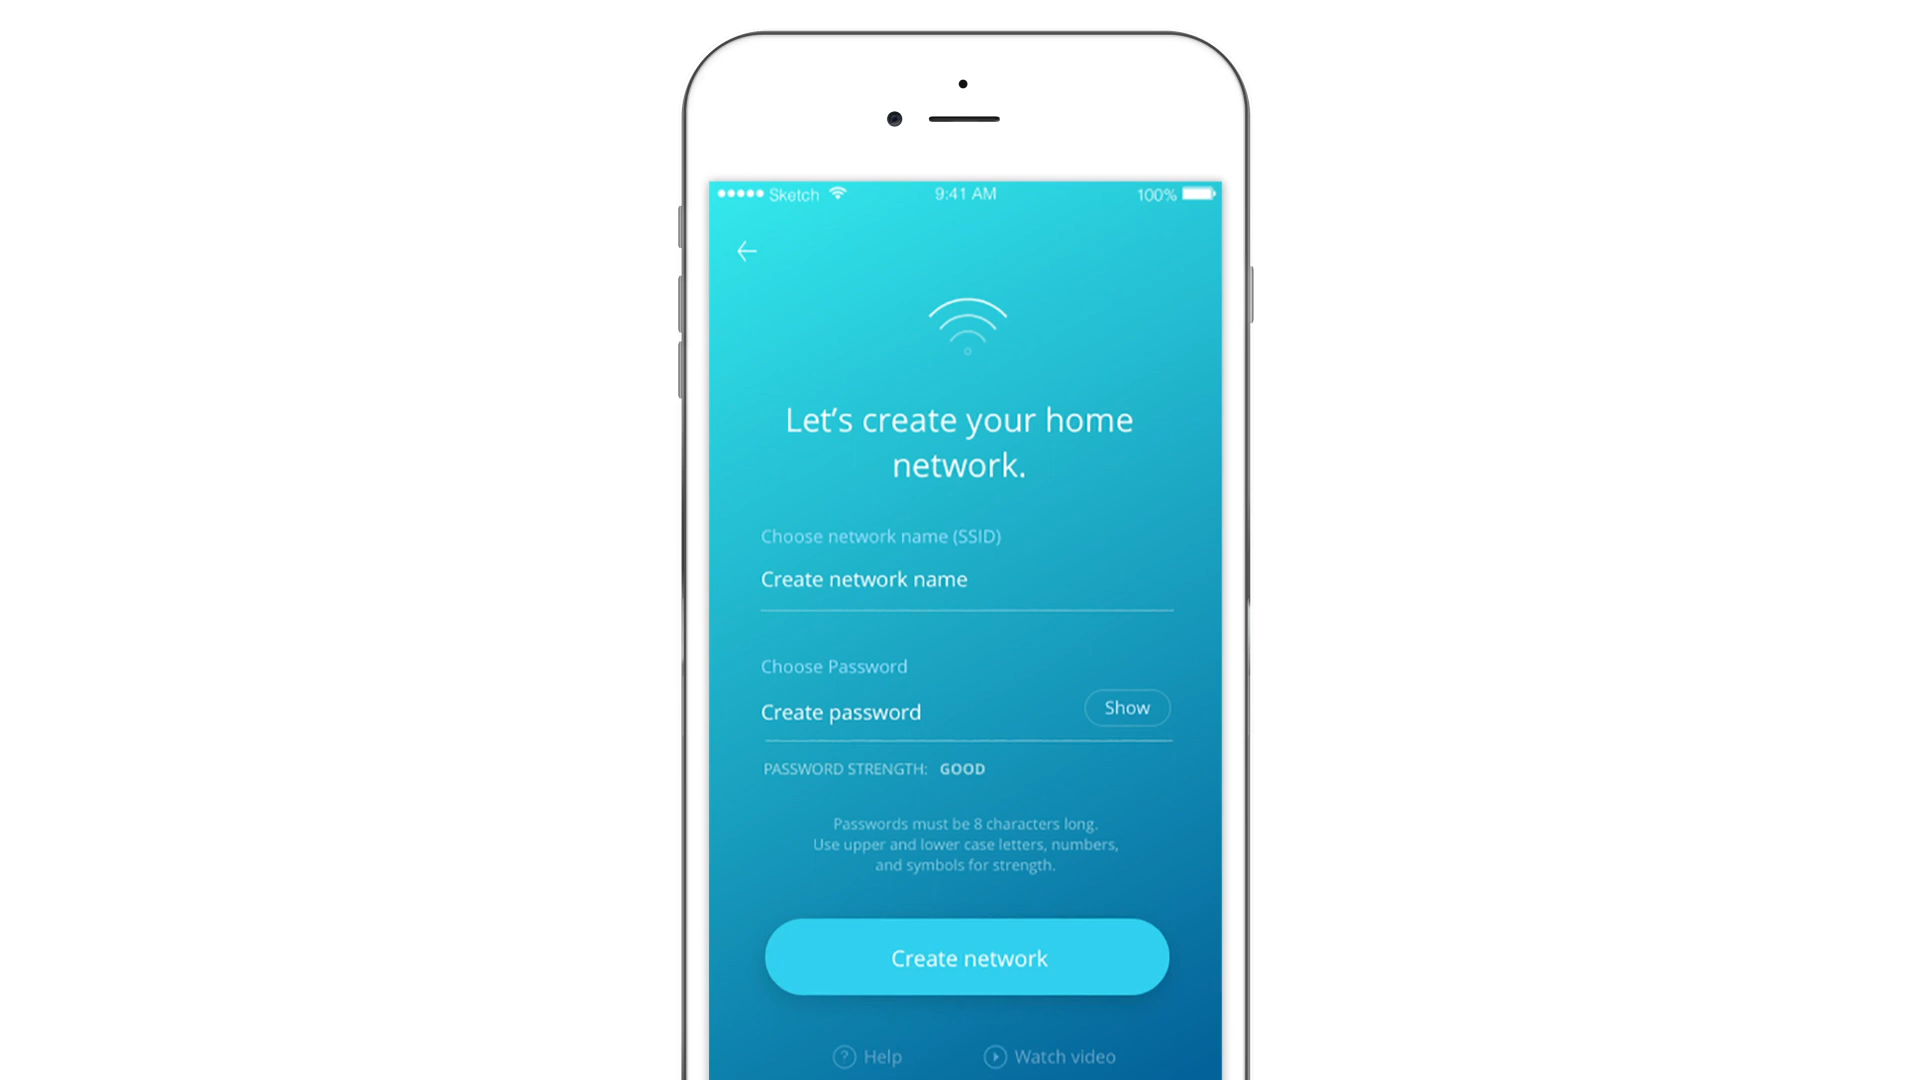 Sketch 9:41 AM 100%
Let’s create your home
network.
Choose network name (SSID)
Create network name
Choose Password
Create password Show
PASSWORD STRENGTH: GOOD
Passwords must be 8 characters long.
Use upper and lower case letters, numbers,
and symbols for strength.
Create network
? Help Watch video